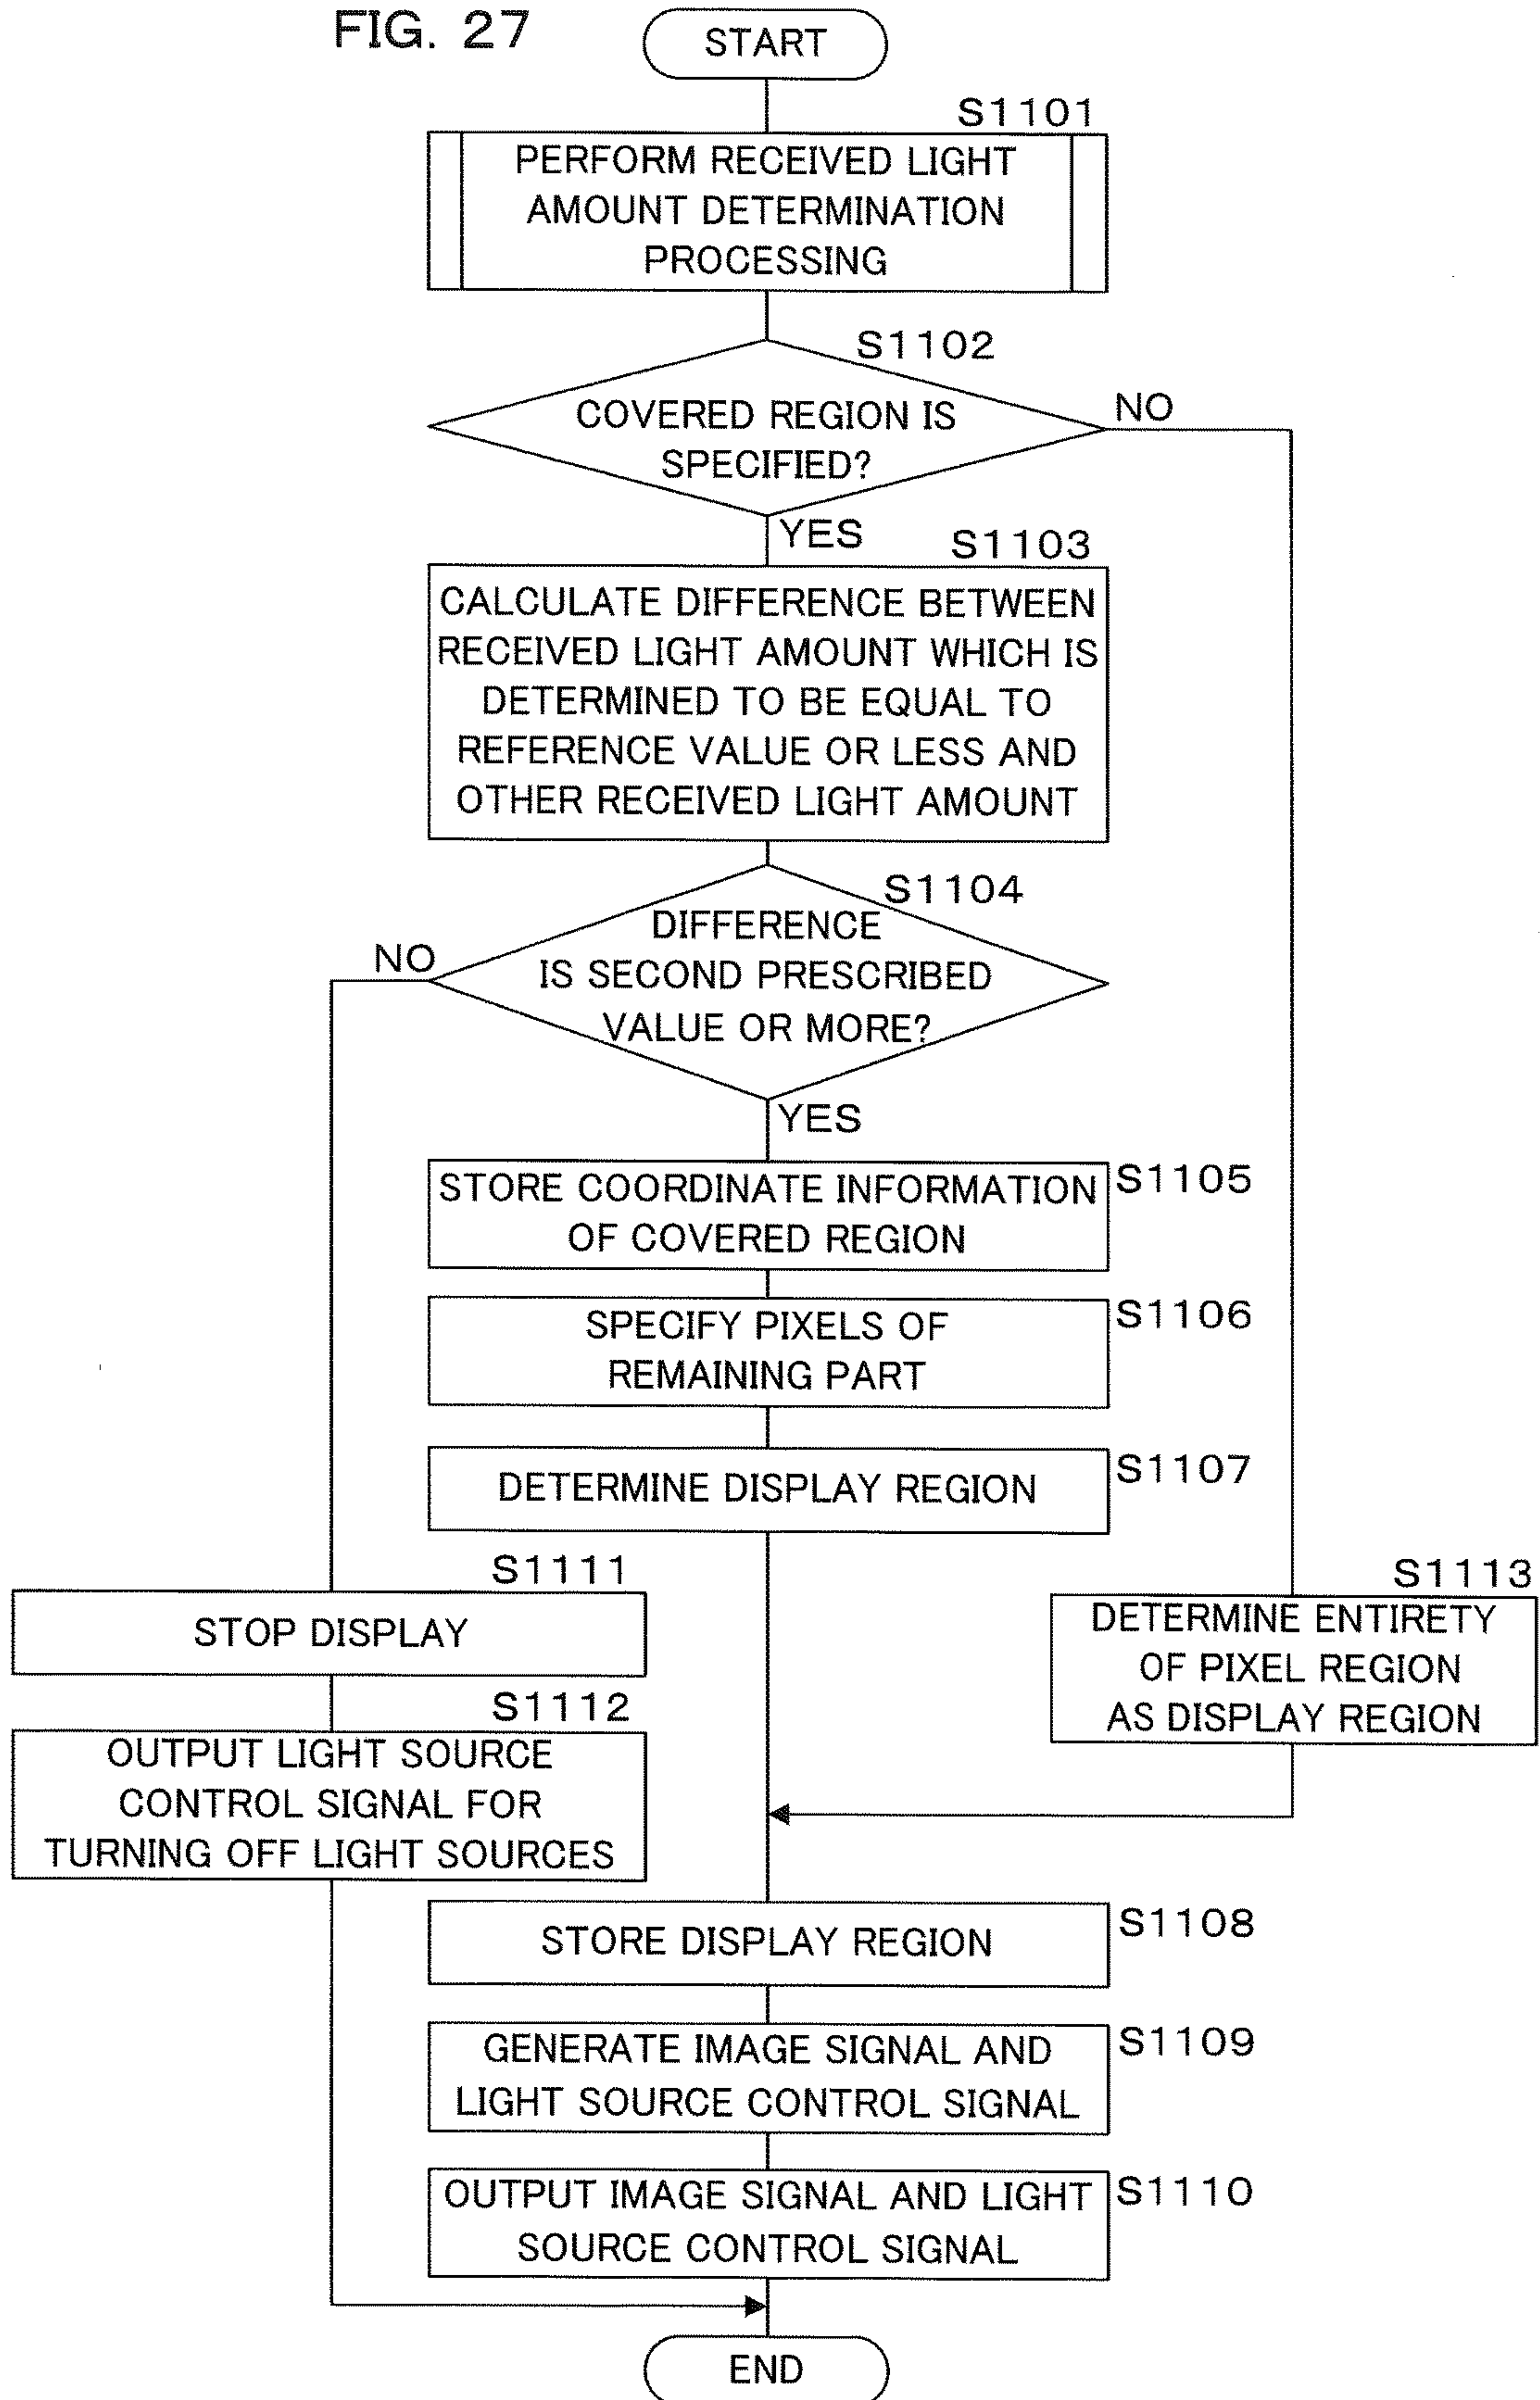 FIG. 27
START
S1101
PERFORM RECEIVED LIGHT
AMOUNT DETERMINATION
PROCESSING
S1102
COVERED REGION IS
SPECIFIED?
NO
YES
S1103
CALCULATE DIFFERENCE BETWEEN
RECEIVED LIGHT AMOUNT WHICH IS
DETERMINED TO BE EQUAL TO
REFERENCE VALUE OR LESS AND
OTHER RECEIVED LIGHT AMOUNT
S1104
DIFFERENCE
IS SECOND PRESCRIBED
VALUE OR MORE?
NO
YES
STORE COORDINATE INFORMATION
OF COVERED REGION
S1105
SPECIFY PIXELS OF
REMAINING PART
S1106
DETERMINE DISPLAY REGION
S1107
S1111
STOP DISPLAY
S1112
OUTPUT LIGHT SOURCE
CONTROL SIGNAL FOR
TURNING OFF LIGHT SOURCES
S1113
DETERMINE ENTIRETY
OF PIXEL REGION
AS DISPLAY REGION
STORE DISPLAY REGION
S1108
GENERATE IMAGE SIGNAL AND
LIGHT SOURCE CONTROL SIGNAL
S1109
OUTPUT IMAGE SIGNAL AND LIGHT
SOURCE CONTROL SIGNAL
S1110
END